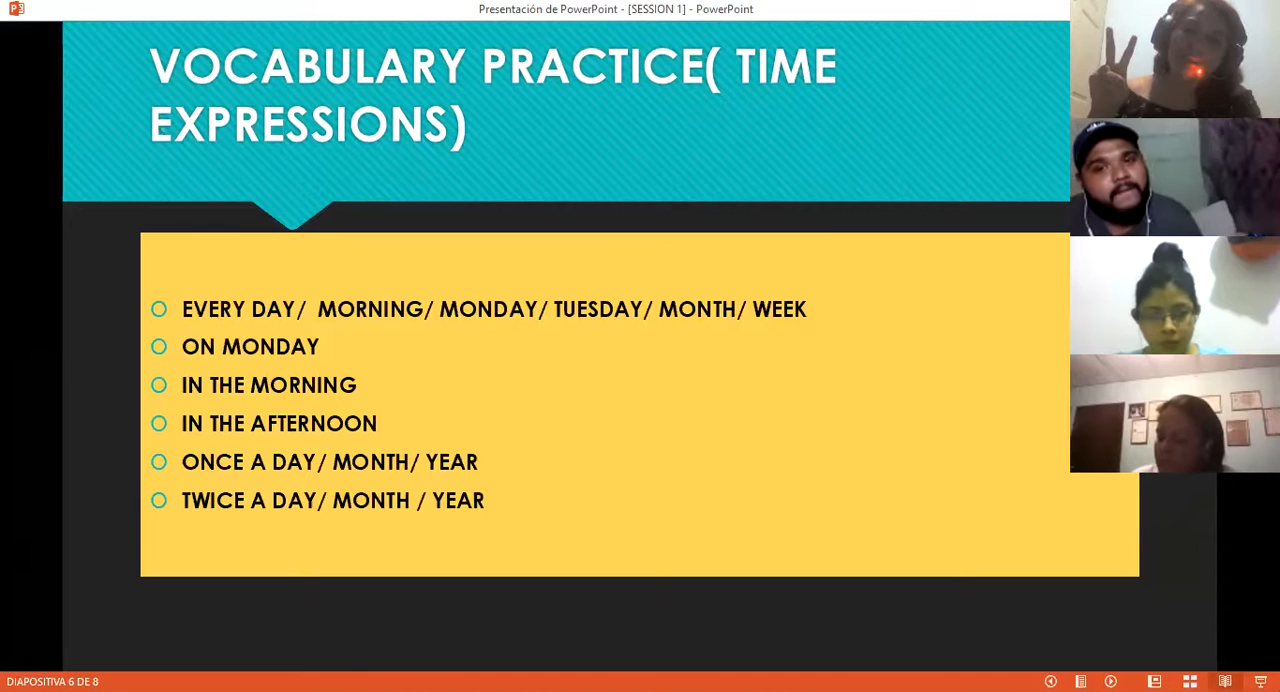 Presentación de PowerPoint - [SESSION 1] - PowerPoint
VOCABULARY PRACTICE( TIME
EXPRESSIONS)
EVERY DAY/ MORNING/ MONDAY/ TUESDAY/ MONTH/ WEEK
ON MONDAY
IN THE MORNING
IN THE AFTERNOON
ONCE A DAY/ MONTH/ YEAR
TWICE A DAY/ MONTH / YEAR
DIAPOSITIVA 6 DE 8